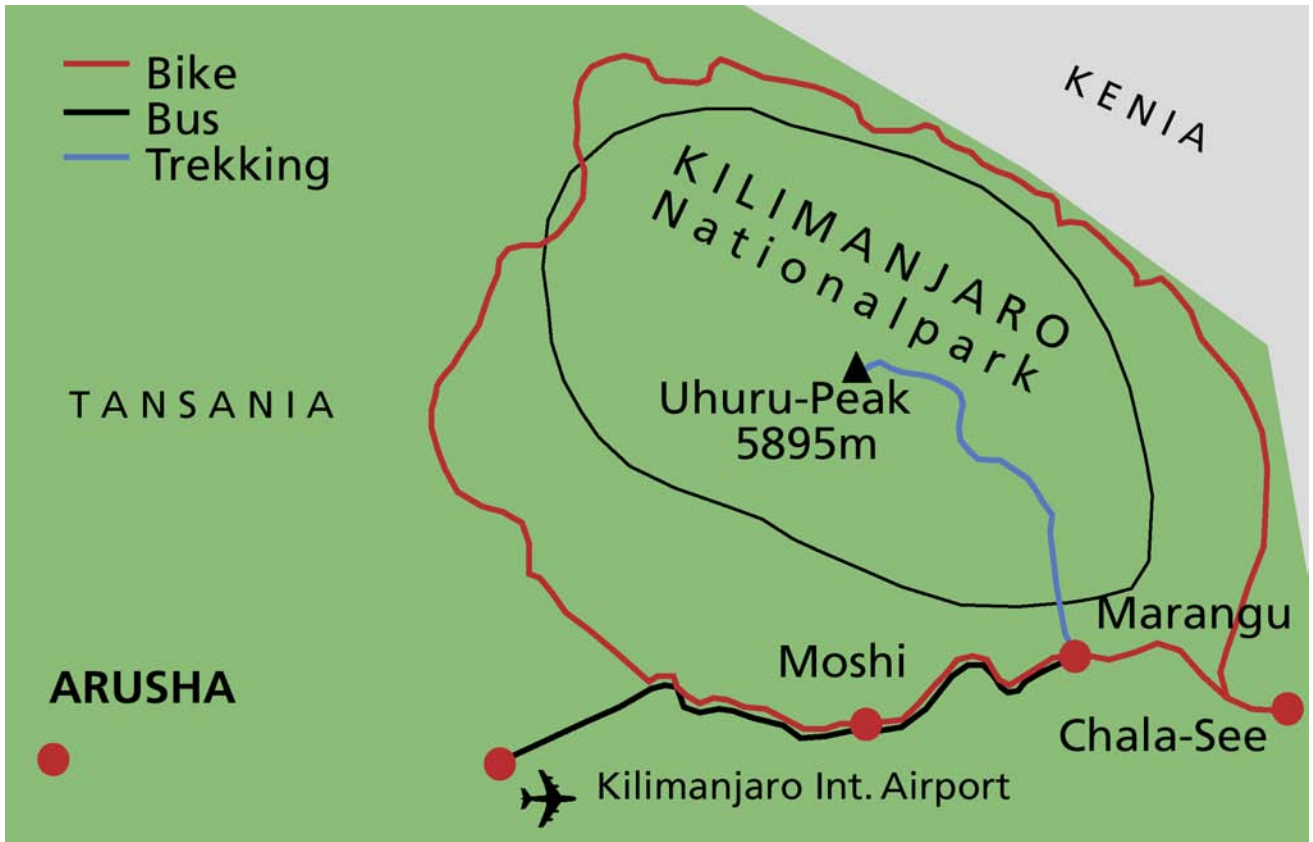 Bike
Bus
Trekking
KENIA
KILIMANJARO
Nationalpark
Uhuru-Peak
5895m
TANSANIA
Marangu
Moshi
ARUSHA
Chala-See
Kilimanjaro Int. Airport